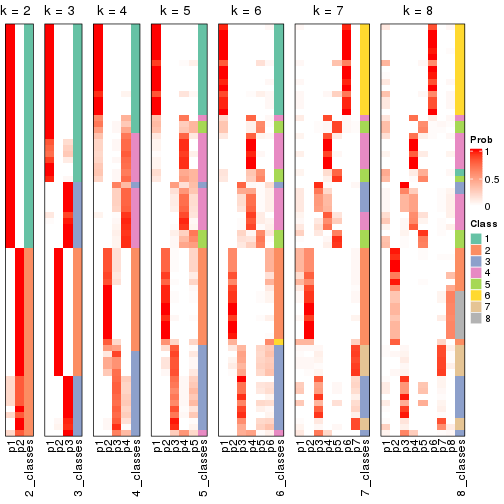 k = 2 k = 3 k = 4 k = 5 k = 6 k = 7 k = 8
Prob
1
0.5
0
Class
1
2
3
4
5
6
7
8
p1 p2 2_classes p1 p2 p3 3_classes p1 p2 p3 p4 4_classes p1 p2 p3 p4 p5 5_classes p1 p2 p3 p4 p5 p6 6_classes p1 p2 p3 p4 p5 p6 p7 7_classes p1 p2 p3 p4 p5 p6 p7 p8 8_classes